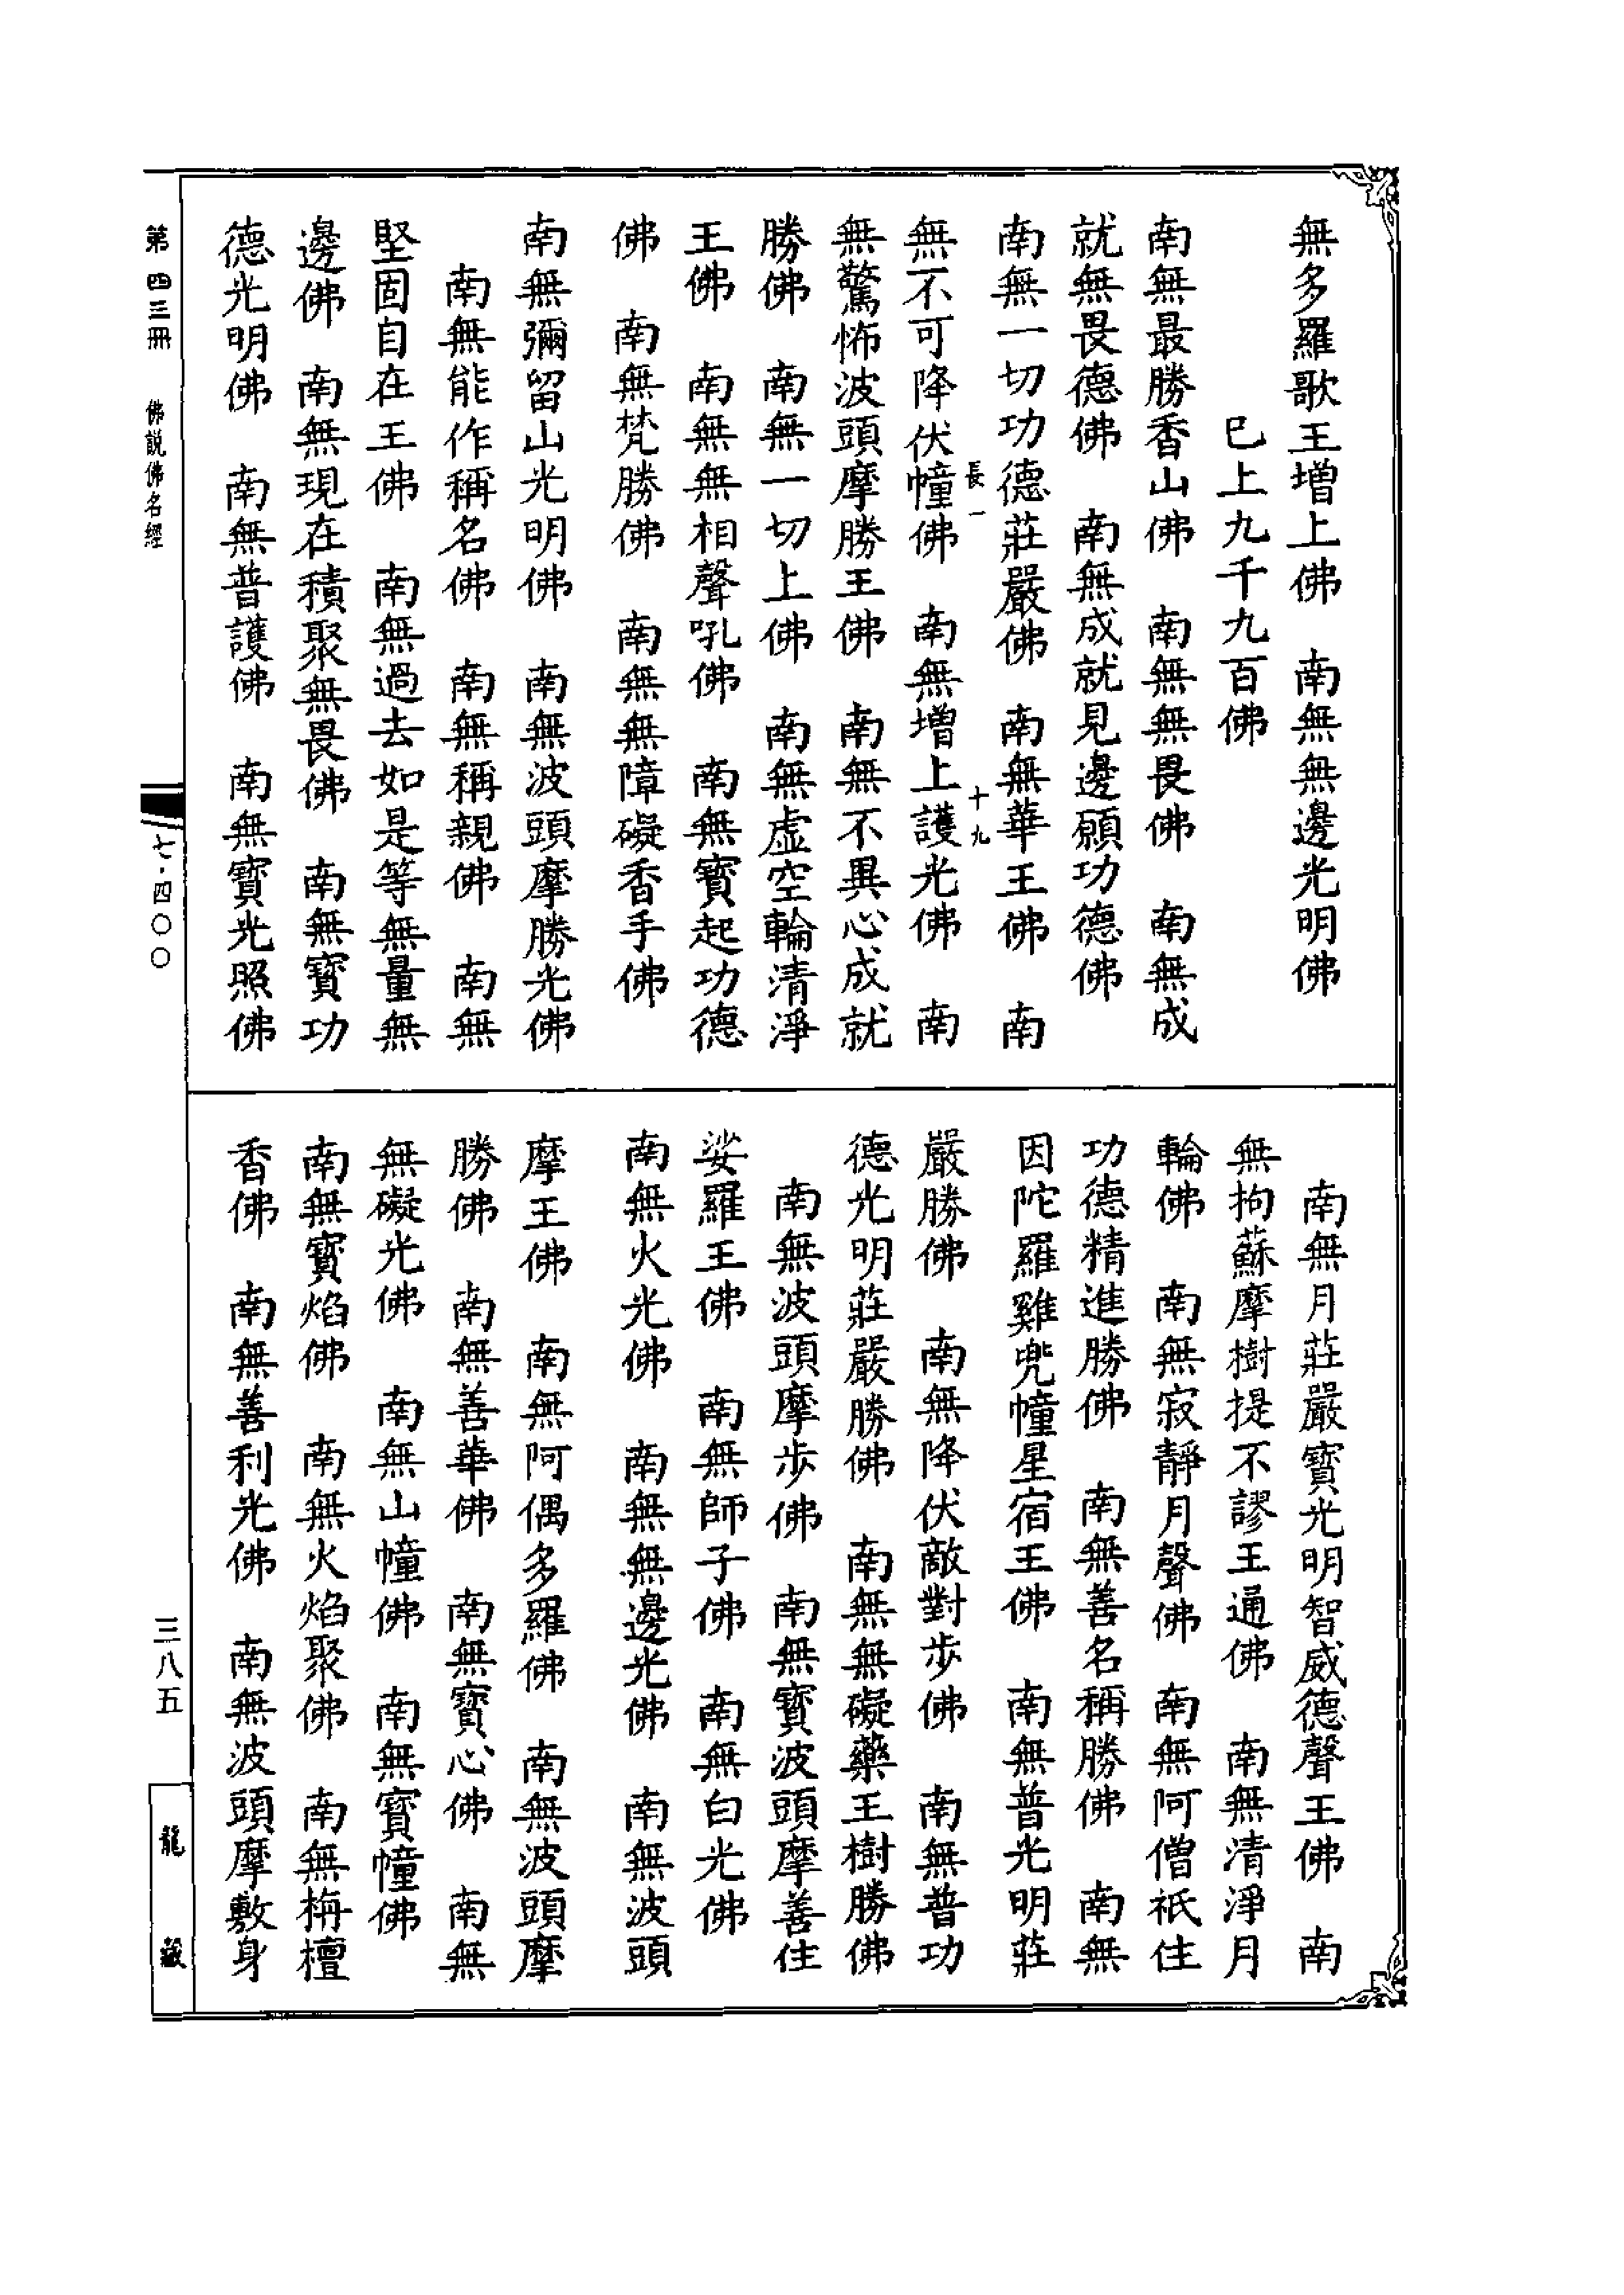 無多羅歌王增上佛　南無無邊光明佛
已上九千九百佛
南無最勝香山佛　南無無畏佛　南無成
就無畏德佛　南無成就見邊願功德佛
南無一切功德莊嚴佛　南無華王佛　南
長一　十九
無不可降伏幢佛　南無增上護光佛　南
無驚怖波頭摩勝王佛　南無不異心成就
勝佛　南無一切上佛　南無虛空輪清淨
王佛　南無無相聲吼佛　南無寶起功德
佛　南無梵勝佛　南無無障礙香手佛
南無彌留山光明佛　南無波頭摩勝光佛
南無能作稱名佛　南無稱親佛　南無
堅固自在王佛　南無過去如是等無量無
邊佛　南無現在積聚無畏佛　南無寶功
德光明佛　南無普護佛　南無寶光照佛
南無月莊嚴寶光明智威德聲王佛　南
無拘蘇摩樹提不謬王通佛　南無清淨月
輪佛　南無寂靜月聲佛　南無阿僧祇住
功德精進勝佛　南無善名稱勝佛　南無
因陀羅雞兜幢星宿王佛　南無普光明莊
嚴勝佛　南無降伏敵對步佛　南無普功
德光明莊嚴勝佛　南無無礙藥王樹勝佛
南無波頭摩步佛　南無寶波頭摩善住
娑羅王佛　南無師子佛　南無白光佛
南無火光佛　南無無邊光佛　南無波頭
摩王佛　南無阿偶多羅佛　南無波頭摩
勝佛　南無善華佛　南無寶心佛　南無
無礙光佛　南無山幢佛　南無寶幢佛
南無寶焰佛　南無火焰聚佛　南無栴檀
香佛　南無善利光佛　南無波頭摩敷身
第四三冊　佛説佛名經
七·四〇〇
三八五
龍藏